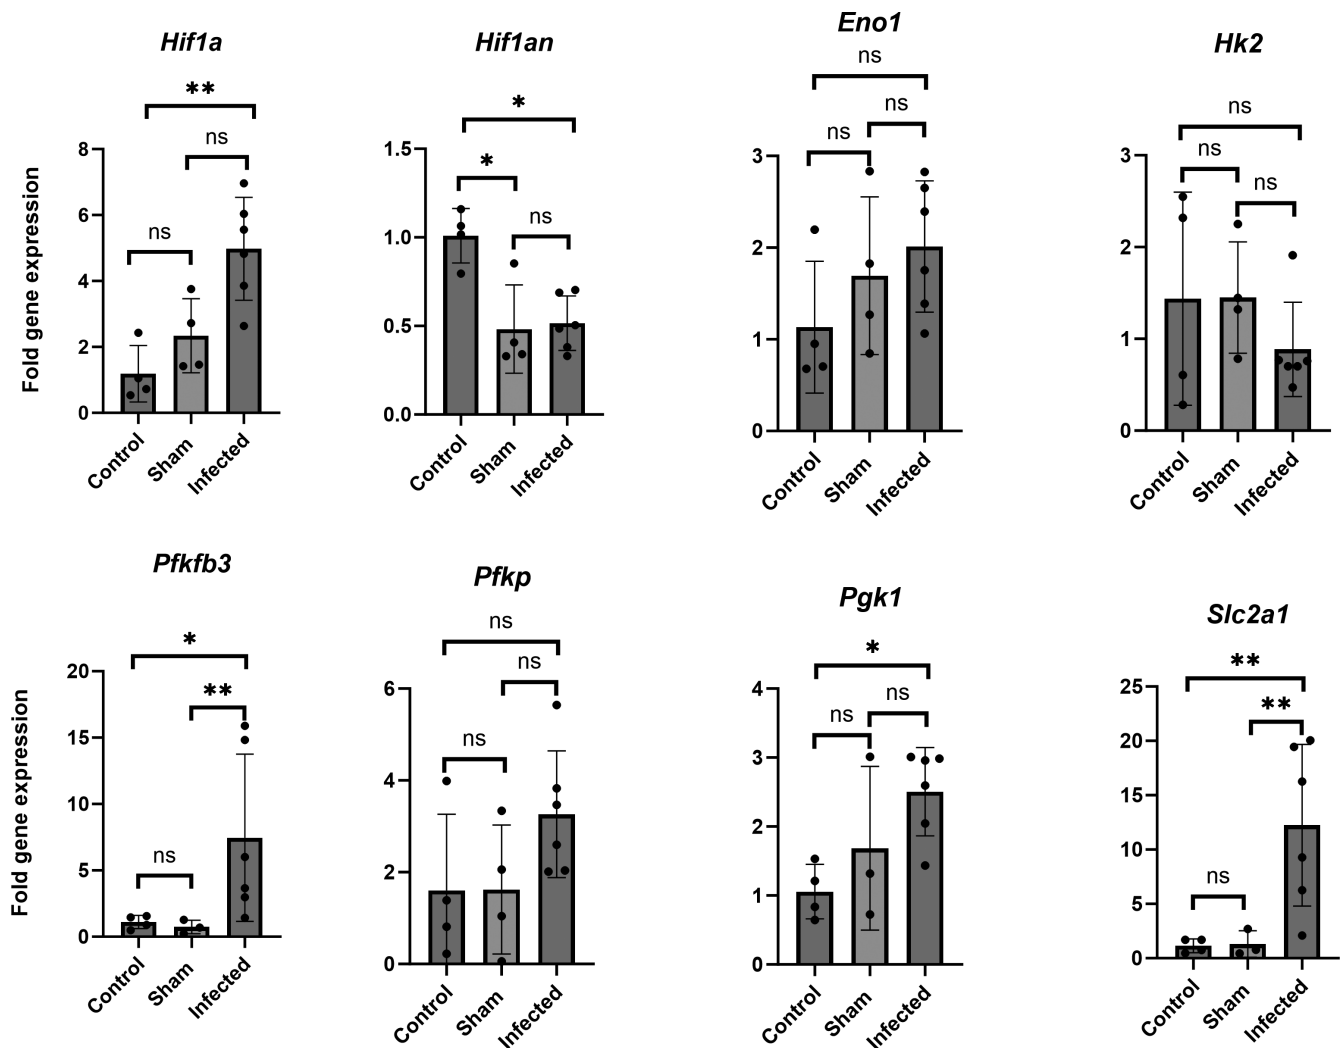 Hif1a
**
ns
ns
Fold gene expression
8
6
4
2
0
Control
Sham
Infected
Hif1an
*
*
ns
1.5
1.0
0.5
0.0
Control
Sham
Infected
Eno1
ns
ns
ns
3
2
1
0
Control
Sham
Infected
Hk2
ns
ns
ns
3
2
1
0
Control
Sham
Infected
Pfkfb3
*
**
ns
Fold gene expression
20
15
10
5
0
Control
Sham
Infected
Pfkp
ns
ns
ns
6
4
2
0
Control
Sham
Infected
Pgk1
*
ns
ns
4
3
2
1
0
Control
Sham
Infected
Slc2a1
**
**
ns
25
20
15
10
5
0
Control
Sham
Infected